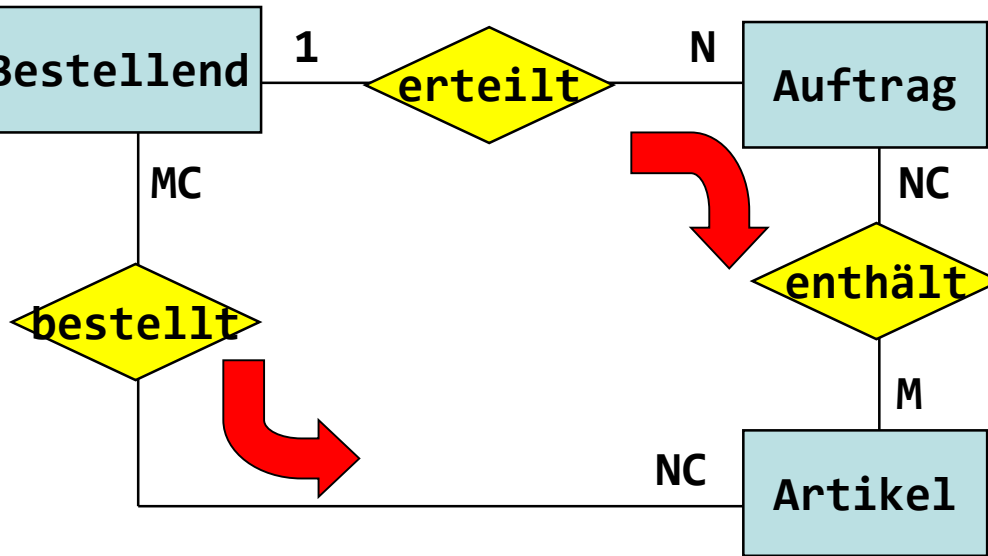 Bestellend
1
erteilt
N
Auftrag
MC
NC
enthält
bestellt
M
NC
Artikel